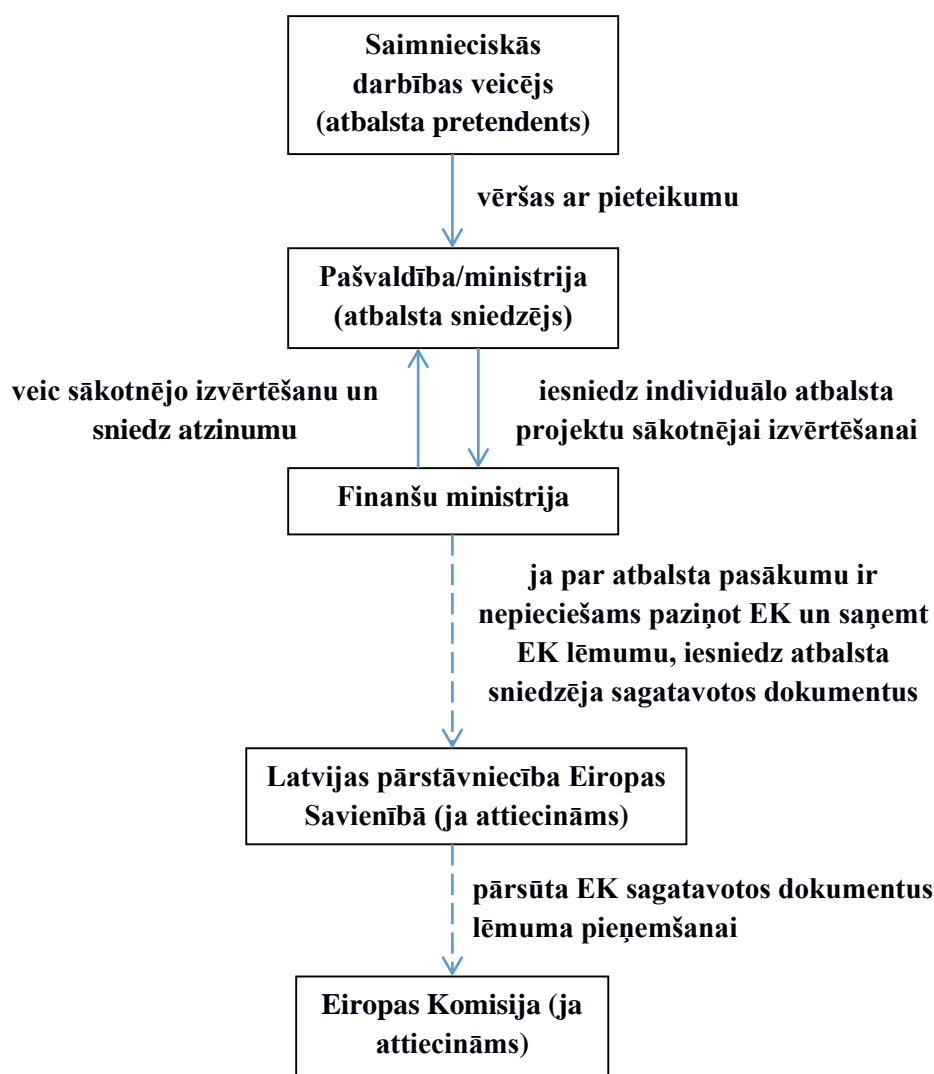 Saimnieciskās
darbības veicējs
(atbalsta pretendents)
vēršas ar pieteikumu
Pašvaldība/ministrija
(atbalsta sniedzējs)
veic sākotnējo izvērtēšanu un
sniedz atzinumu
iesniedz individuālo atbalsta
projektu sākotnējai izvērtēšanai
Finanšu ministrija
ja par atbalsta pasākumu ir
nepieciešams paziņot EK un saņemt
EK lēmumu, iesniedz atbalsta
sniedzēja sagatavotos dokumentus
Latvijas pārstāvniecība Eiropas
Savienībā (ja attiecināms)
pārsūta EK sagatavotos dokumentus
lēmuma pieņemšanai
Eiropas Komisija (ja
attiecināms)